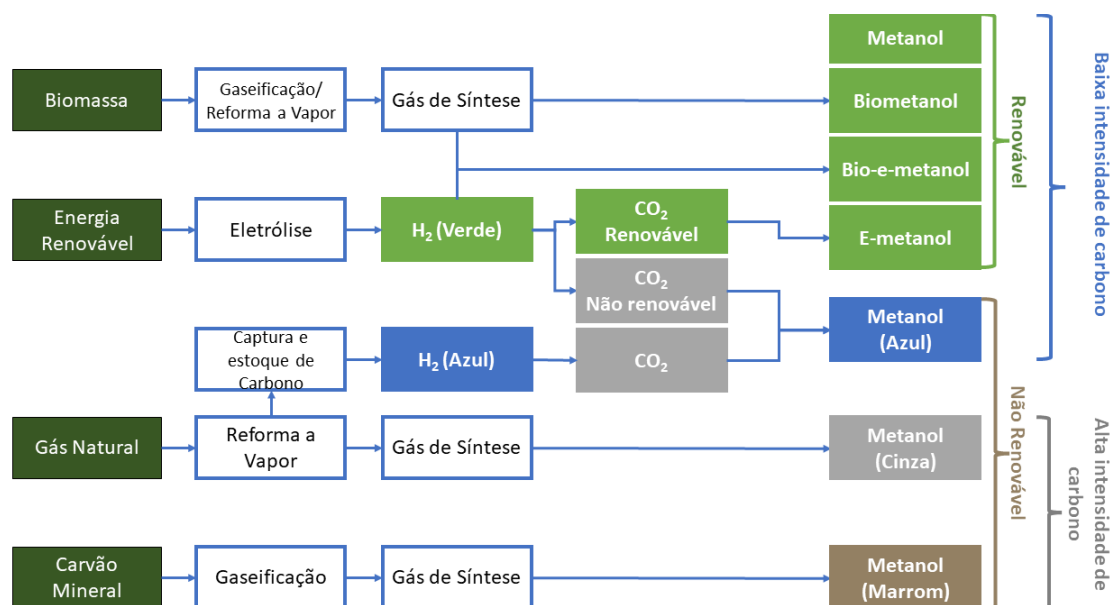 Metanol
Biomassa
Gaseificação/
Reforma a Vapor
Gás de Síntese
Biometanol
Bio-e-metanol
Energia
Renovável
Eletrólise
H₂ (Verde)
CO₂
Renovável
E-metanol
CO₂
Não renovável
Captura e
estoque de
Carbono
H₂ (Azul)
CO₂
Metanol
(Azul)
Gás Natural
Reforma a
Vapor
Gás de Síntese
Metanol
(Cinza)
Carvão
Mineral
Gaseificação
Gás de Síntese
Metanol
(Marrom)
Renovável
Não Renovável
Baixa intensidade de carbono
Alta intensidade de
carbono